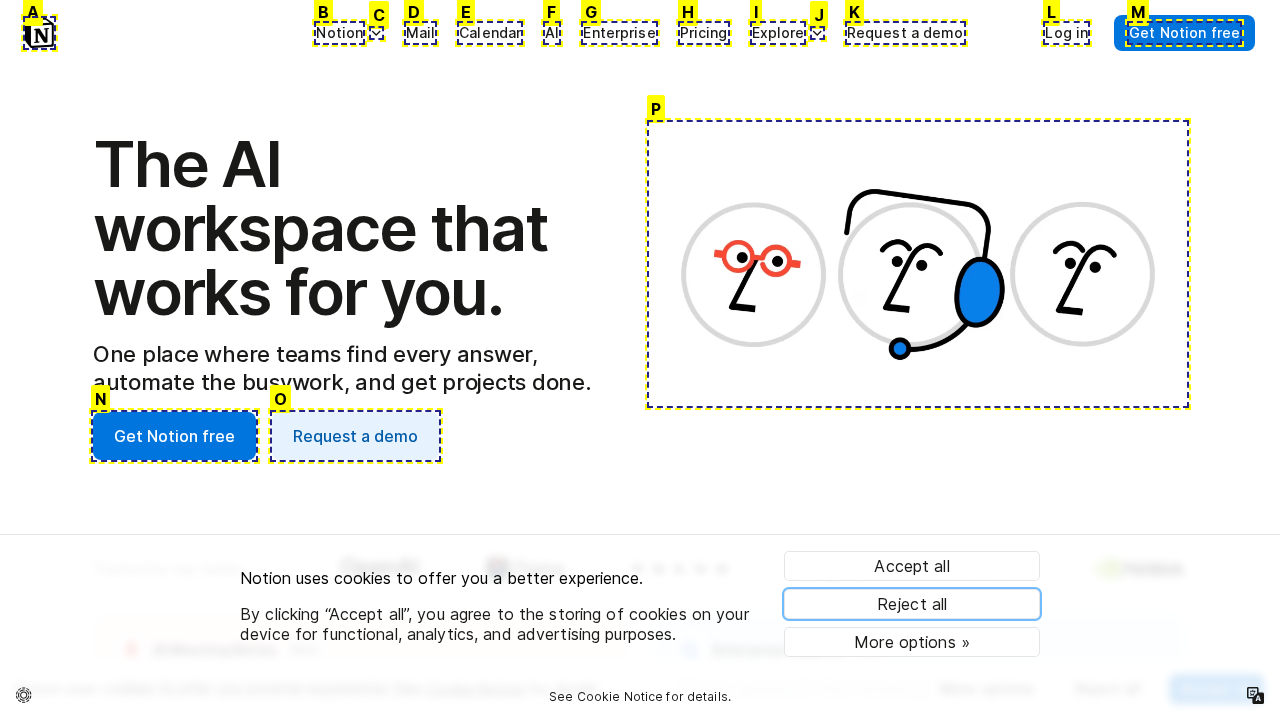 A B C D E F G H I J K L M
Notion Mail Calendar AI Enterprise Pricing Explore Request a demo Log in Get Notion free
P
The AI
workspace that
works for you.
One place where teams find every answer,
automate the busywork, and get projects done.
N O
Get Notion free Request a demo
Notion uses cookies to offer you a better experience.
By clicking “Accept all”, you agree to the storing of cookies on your
device for functional, analytics, and advertising purposes.
Accept all
Reject all
More options »
See Cookie Notice for details.